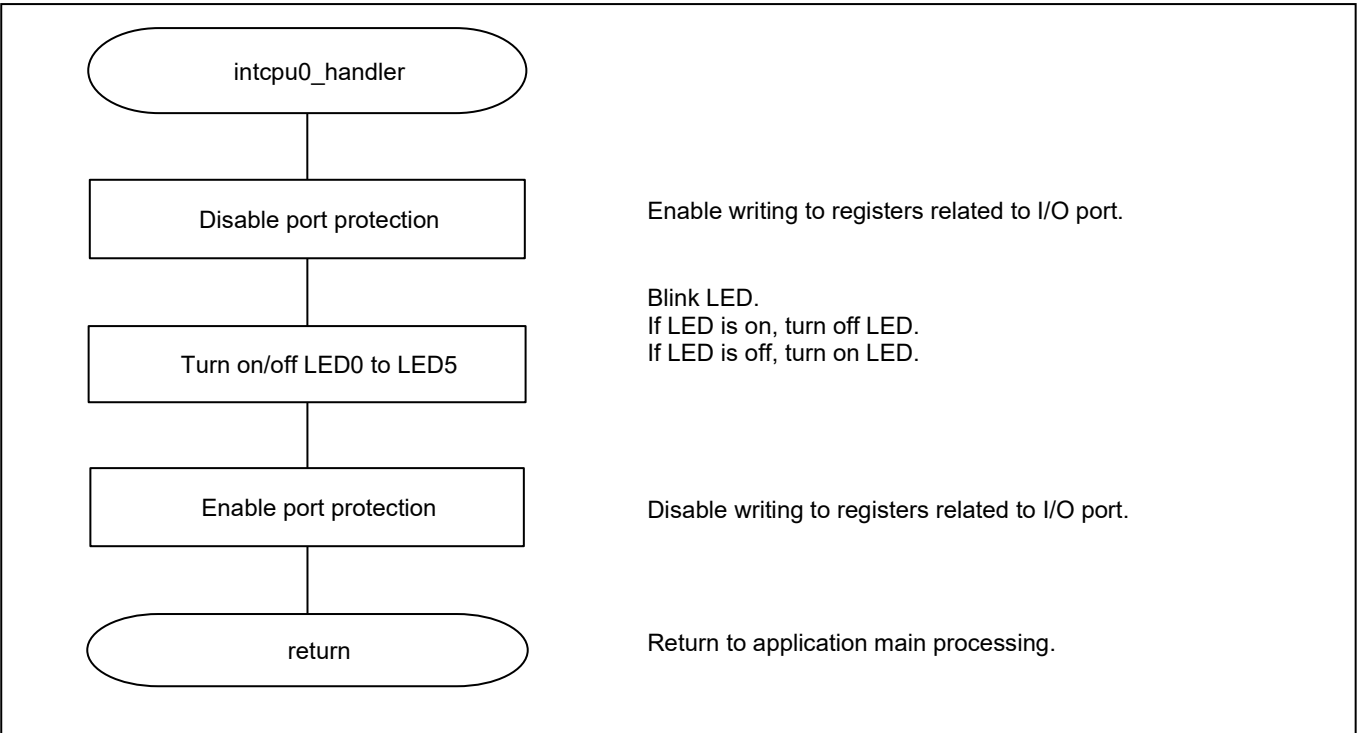 intcpu0_handler
Disable port protection
Enable writing to registers related to I/O port.
Blink LED.
If LED is on, turn off LED.
If LED is off, turn on LED.
Turn on/off LED0 to LED5
Enable port protection
Disable writing to registers related to I/O port.
return
Return to application main processing.